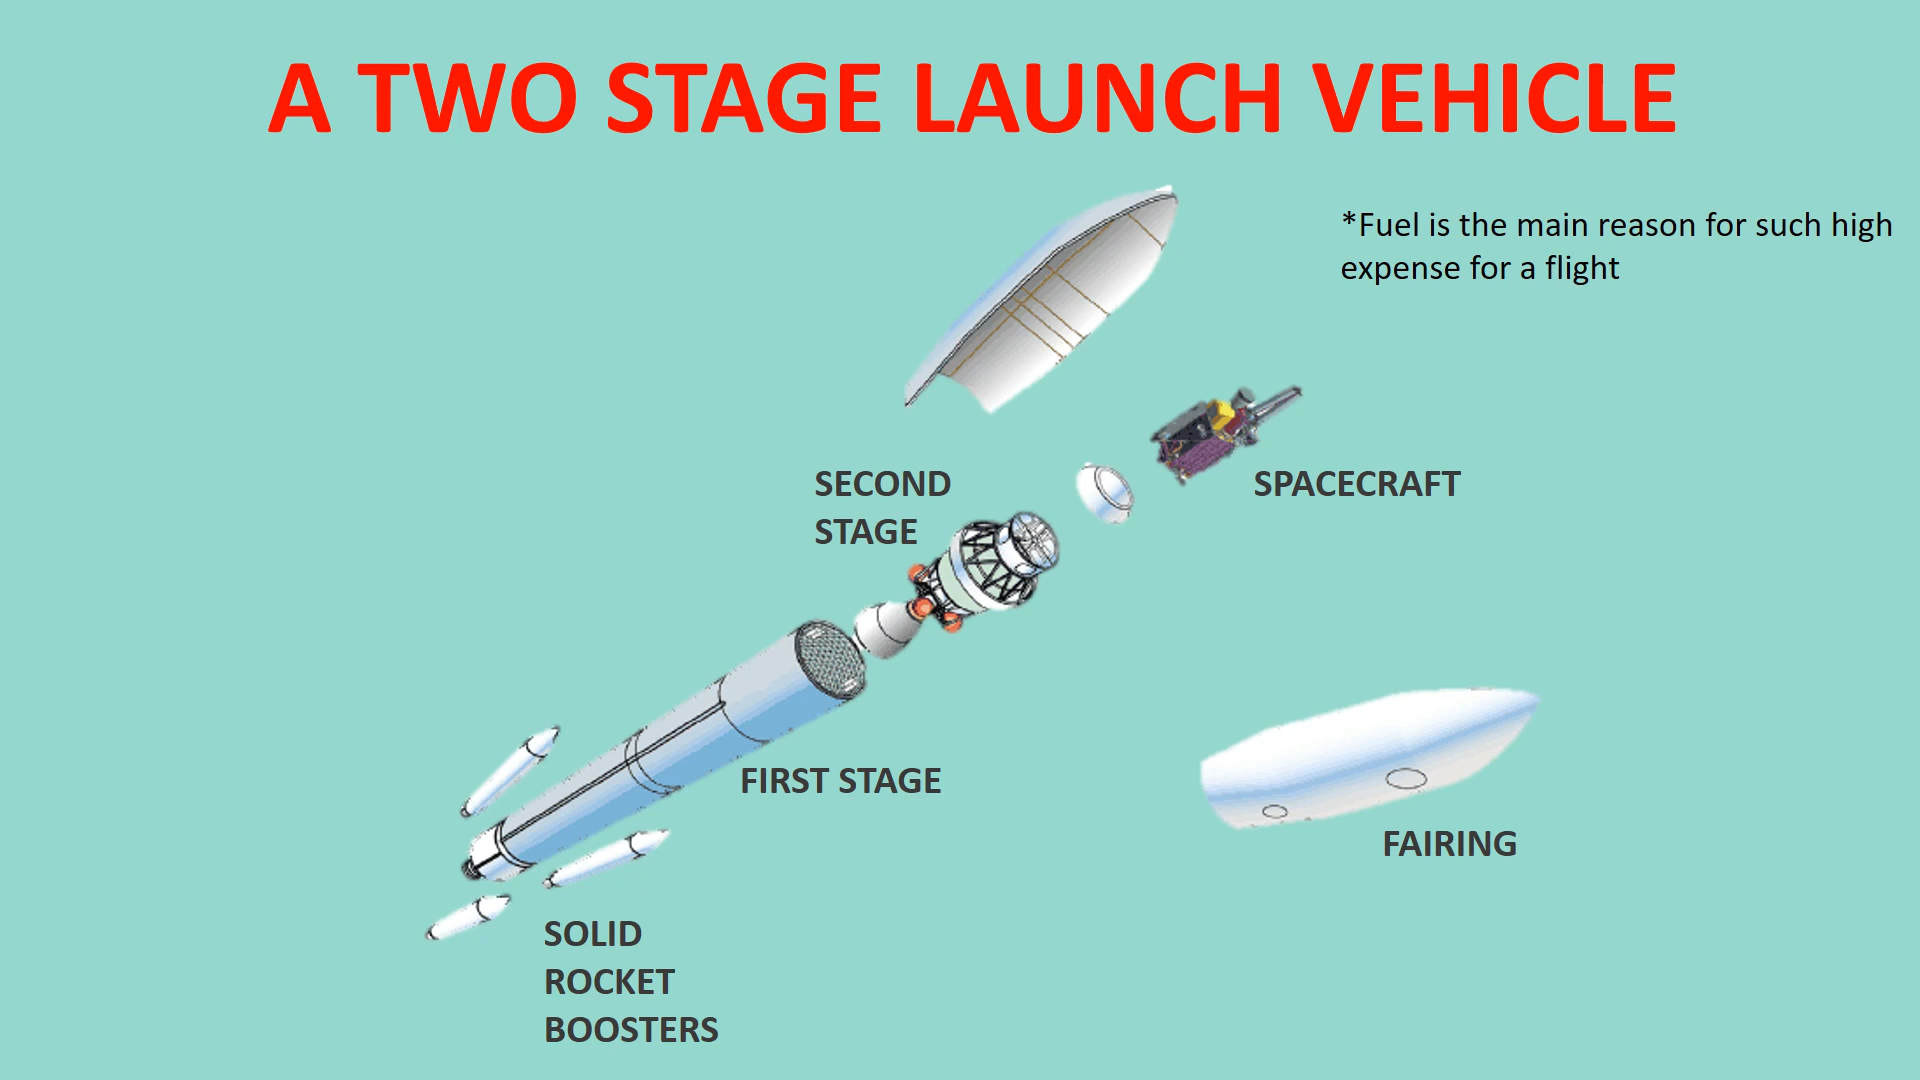 A TWO STAGE LAUNCH VEHICLE
*Fuel is the main reason for such high
expense for a flight
SECOND
STAGE
SPACECRAFT
FIRST STAGE
FAIRING
SOLID
ROCKET
BOOSTERS